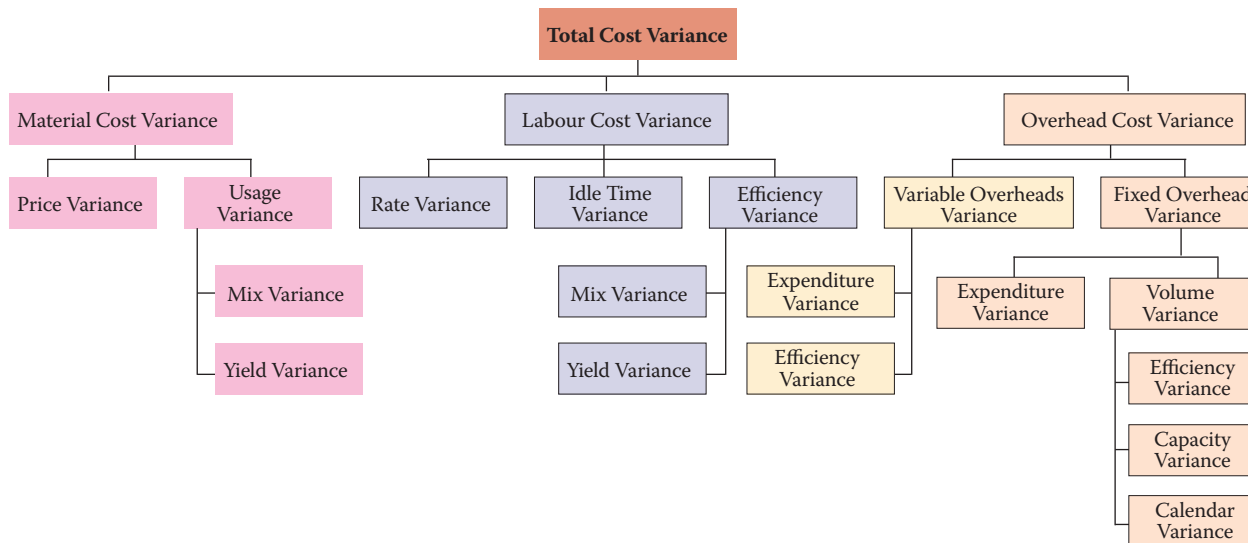 Total Cost Variance
Material Cost Variance
Labour Cost Variance
Overhead Cost Variance
Price Variance
Usage
Variance
Rate Variance
Idle Time
Variance
Efficiency
Variance
Variable Overheads
Variance
Fixed Overhead
Variance
Mix Variance
Mix Variance
Expenditure
Variance
Expenditure
Variance
Volume
Variance
Yield Variance
Yield Variance
Efficiency
Variance
Efficiency
Variance
Capacity
Variance
Calendar
Variance